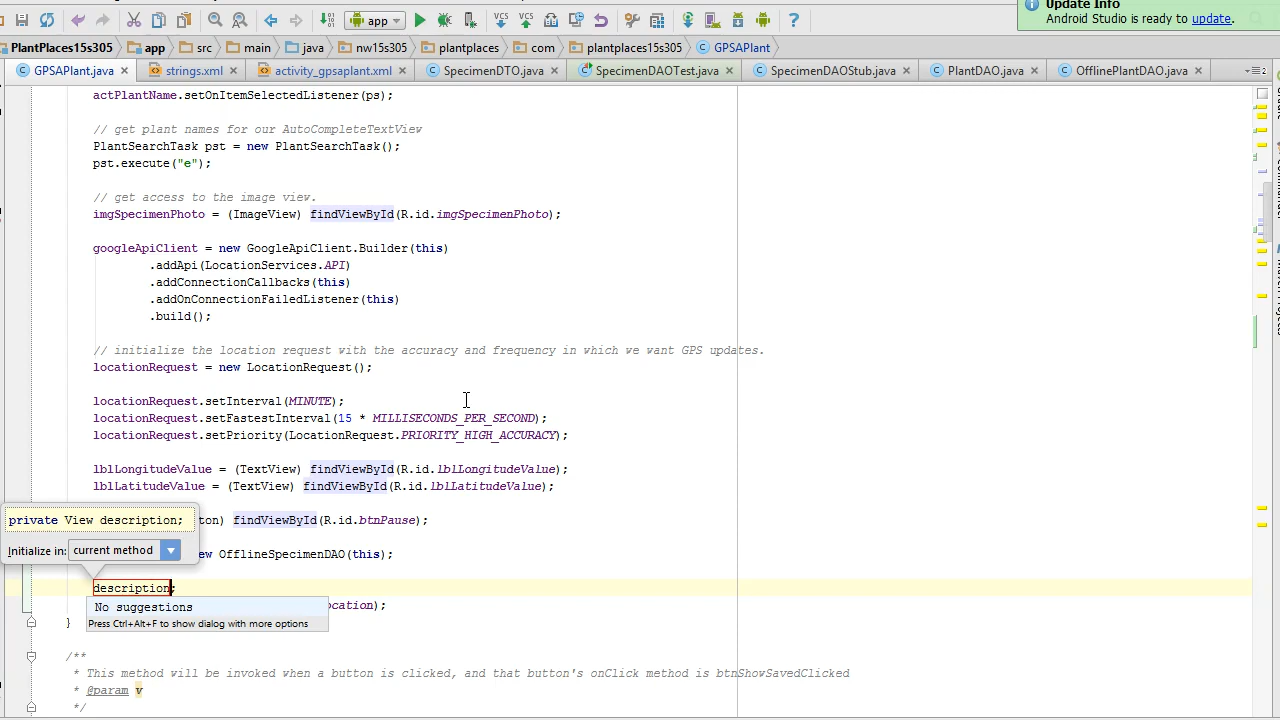 Update Info
Android Studio is ready to update.
app
PlantPlaces15s305 app src main java nw15s305 plantplaces com plantplaces15s305 GPSAPlant
GPSAPlant.java strings.xml activity_gpsaplant.xml SpecimenDTO.java SpecimenDAOTest.java SpecimenDAOStub.java PlantDAO.java OfflinePlantDAO.java
actPlantName.setOnItemSelectedListener(ps);
// get plant names for our AutoCompleteTextView
PlantSearchTask pst = new PlantSearchTask();
pst.execute("e");
// get access to the image view.
imgSpecimenPhoto = (ImageView) findViewById(R.id.imgSpecimenPhoto);
googleApiClient = new GoogleApiClient.Builder(this)
.addApi(LocationServices.API)
.addConnectionCallbacks(this)
.addOnConnectionFailedListener(this)
.build();
// initialize the location request with the accuracy and frequency in which we want GPS updates.
locationRequest = new LocationRequest();
locationRequest.setInterval(MINUTE);
locationRequest.setFastestInterval(15 * MILLISECONDS_PER_SECOND);
locationRequest.setPriority(LocationRequest.PRIORITY_HIGH_ACCURACY);
lblLongitudeValue = (TextView) findViewById(R.id.lblLongitudeValue);
lblLatitudeValue = (TextView) findViewById(R.id.lblLatitudeValue);
private View description; ton) findViewById(R.id.btnPause);
Initialize in: current method
w OfflineSpecimenDAO(this);
description;
No suggestions ocation);
Press Ctrl+Alt+F to show dialog with more options
}
/**
* This method will be invoked when a button is clicked, and that button's onClick method is btnShowSavedClicked
* @param v
*/